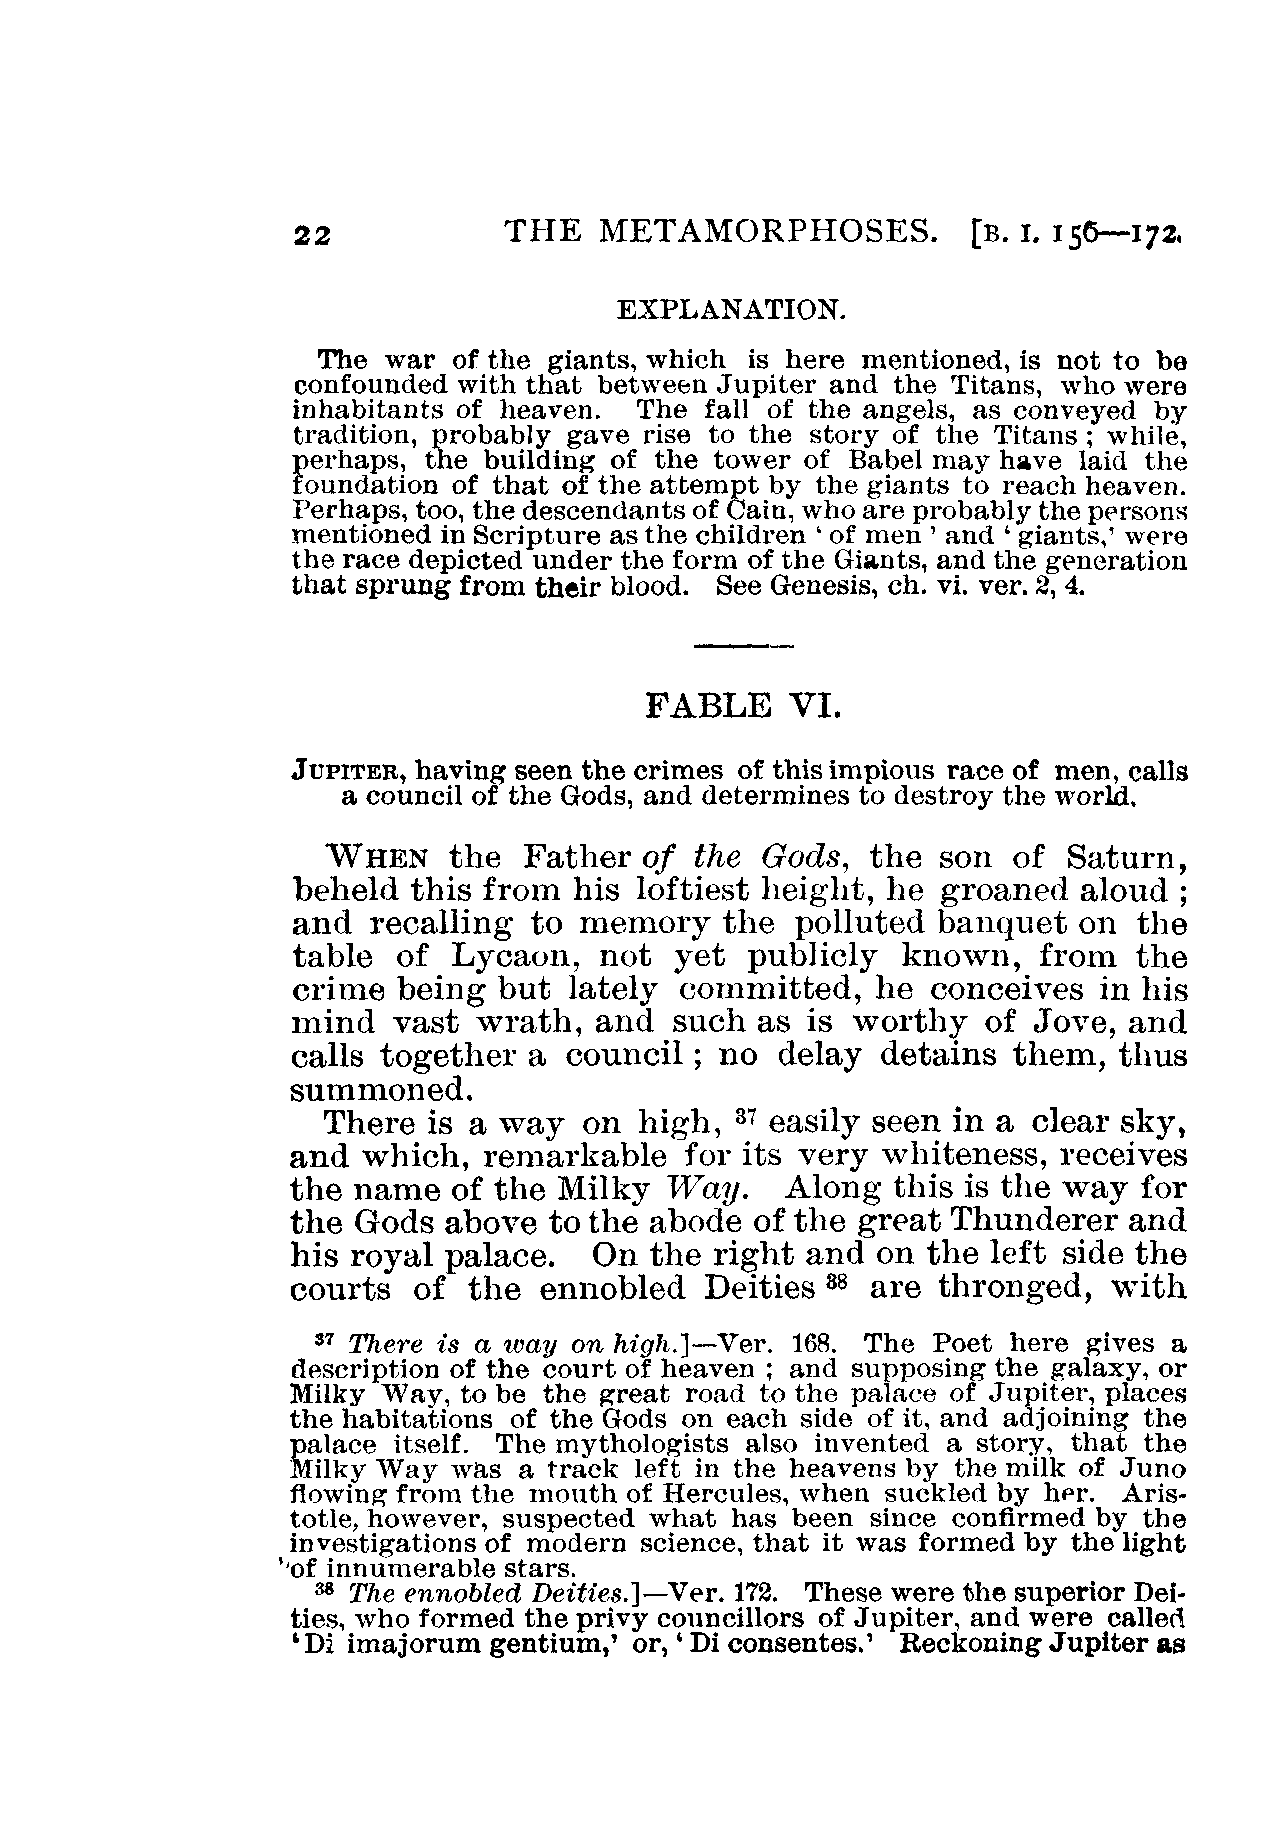 22 THE METAMORPHOSES. [B. I. 156—172.
EXPLANATION.
The war of the giants, which is here mentioned, is not to be
confounded with that between Jupiter and the Titans, who were
inhabitants of heaven. The fall of the angels, as conveyed by
tradition, probably gave rise to the story of the Titans; while,
perhaps, the building of the tower of Babel may have laid the
foundation of that of the attempt by the giants to reach heaven.
Perhaps, too, the descendants of Cain, who are probably the persons
mentioned in Scripture as the children ‘of men’ and ‘giants,’ were
the race depicted under the form of the Giants, and the generation
that sprung from their blood. See Genesis, ch. vi. ver. 2, 4.
FABLE VI.
JUPITER, having seen the crimes of this impious race of men, calls
a council of the Gods, and determines to destroy the world.
WHEN the Father of the Gods, the son of Saturn,
beheld this from his loftiest height, he groaned aloud;
and recalling to memory the polluted banquet on the
table of Lycaon, not yet publicly known, from the
crime being but lately committed, he conceives in his
mind vast wrath, and such as is worthy of Jove, and
calls together a council; no delay detains them, thus
summoned.
There is a way on high, ³⁷ easily seen in a clear sky,
and which, remarkable for its very whiteness, receives
the name of the Milky Way. Along this is the way for
the Gods above to the abode of the great Thunderer and
his royal palace. On the right and on the left side the
courts of the ennobled Deities ³⁸ are thronged, with
³⁷ There is a way on high.]—Ver. 168. The Poet here gives a
description of the court of heaven; and supposing the galaxy, or
Milky Way, to be the great road to the palace of Jupiter, places
the habitations of the Gods on each side of it, and adjoining the
palace itself. The mythologists also invented a story, that the
Milky Way was a track left in the heavens by the milk of Juno
flowing from the mouth of Hercules, when suckled by her. Aris-
totle, however, suspected what has been since confirmed by the
investigations of modern science, that it was formed by the light
of innumerable stars.
³⁸ The ennobled Deities.]—Ver. 172. These were the superior Dei-
ties, who formed the privy councillors of Jupiter, and were called
‘Di imajorum gentium,’ or, ‘Di consentes.’ Reckoning Jupiter as